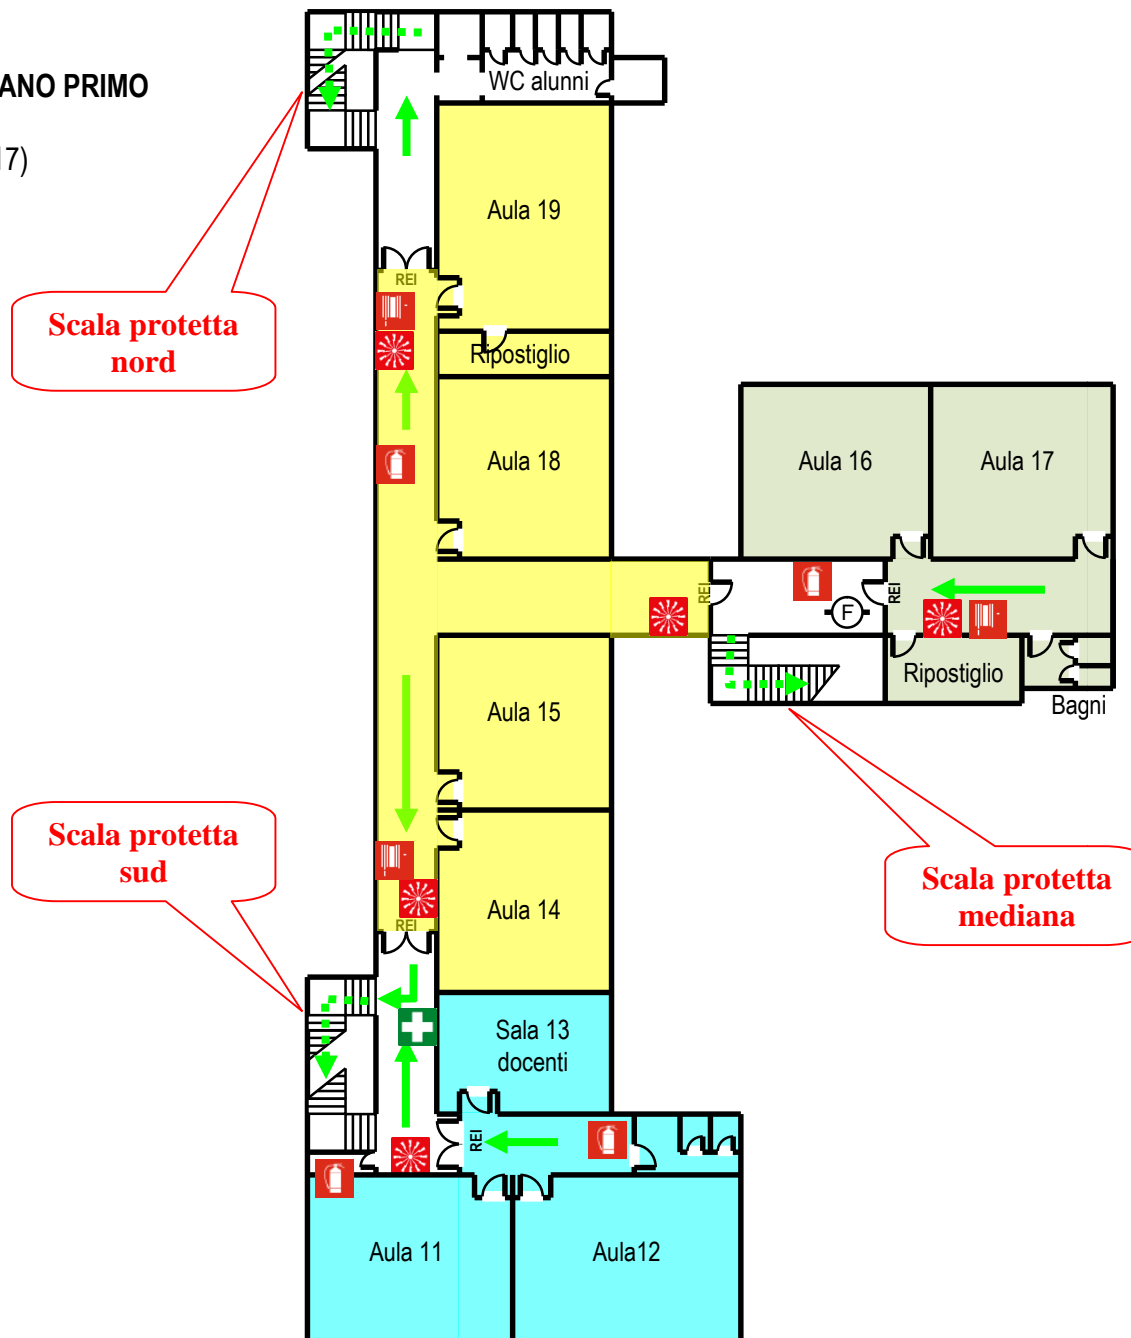 ANO PRIMO
17)
WC alunni
Aula 19
REI
Scala protetta
nord
Ripostiglio
Aula 18
Aula 16
Aula 17
REI
REI
F
Ripostiglio
Bagni
Aula 15
Scala protetta
sud
Scala protetta
mediana
Aula 14
REI
Sala 13
docenti
REI
Aula 11
Aula12